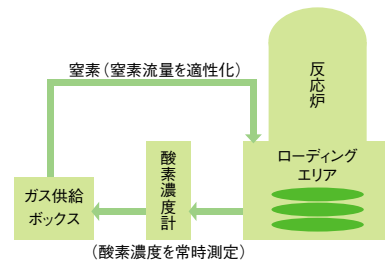 窒素（窒素流量を適性化）
反応炉
ローディング
エリア
酸素濃度計
ガス供給
ボックス
（酸素濃度を常時測定）